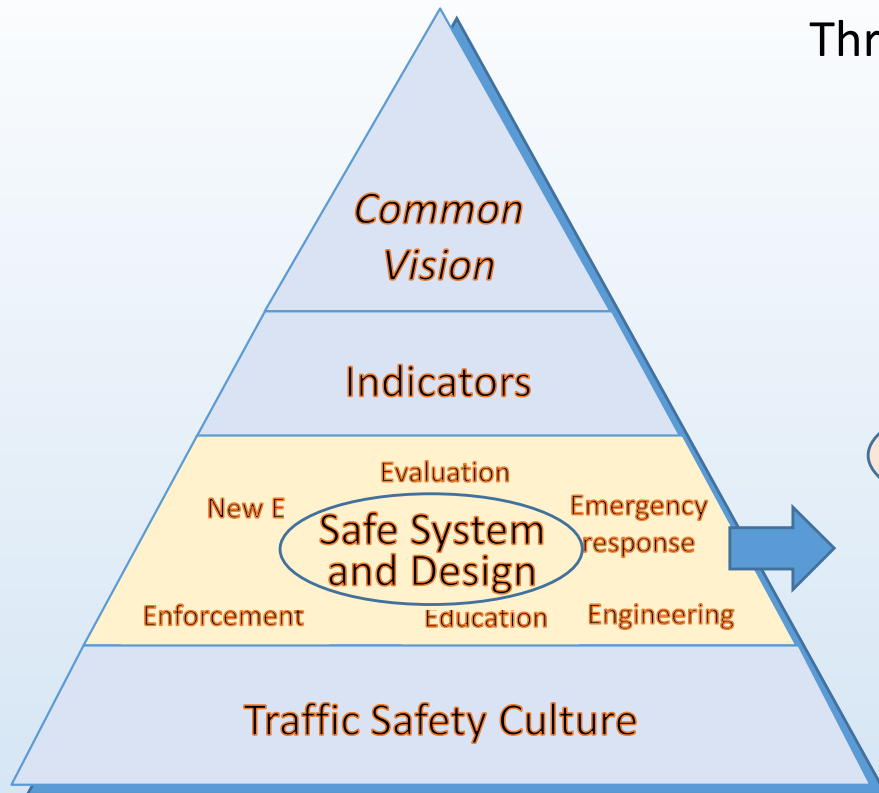 Thr
Common
Vision
Indicators
Evaluation
New E
Emergency
response
Safe System
and Design
Enforcement
Education
Engineering
Traffic Safety Culture